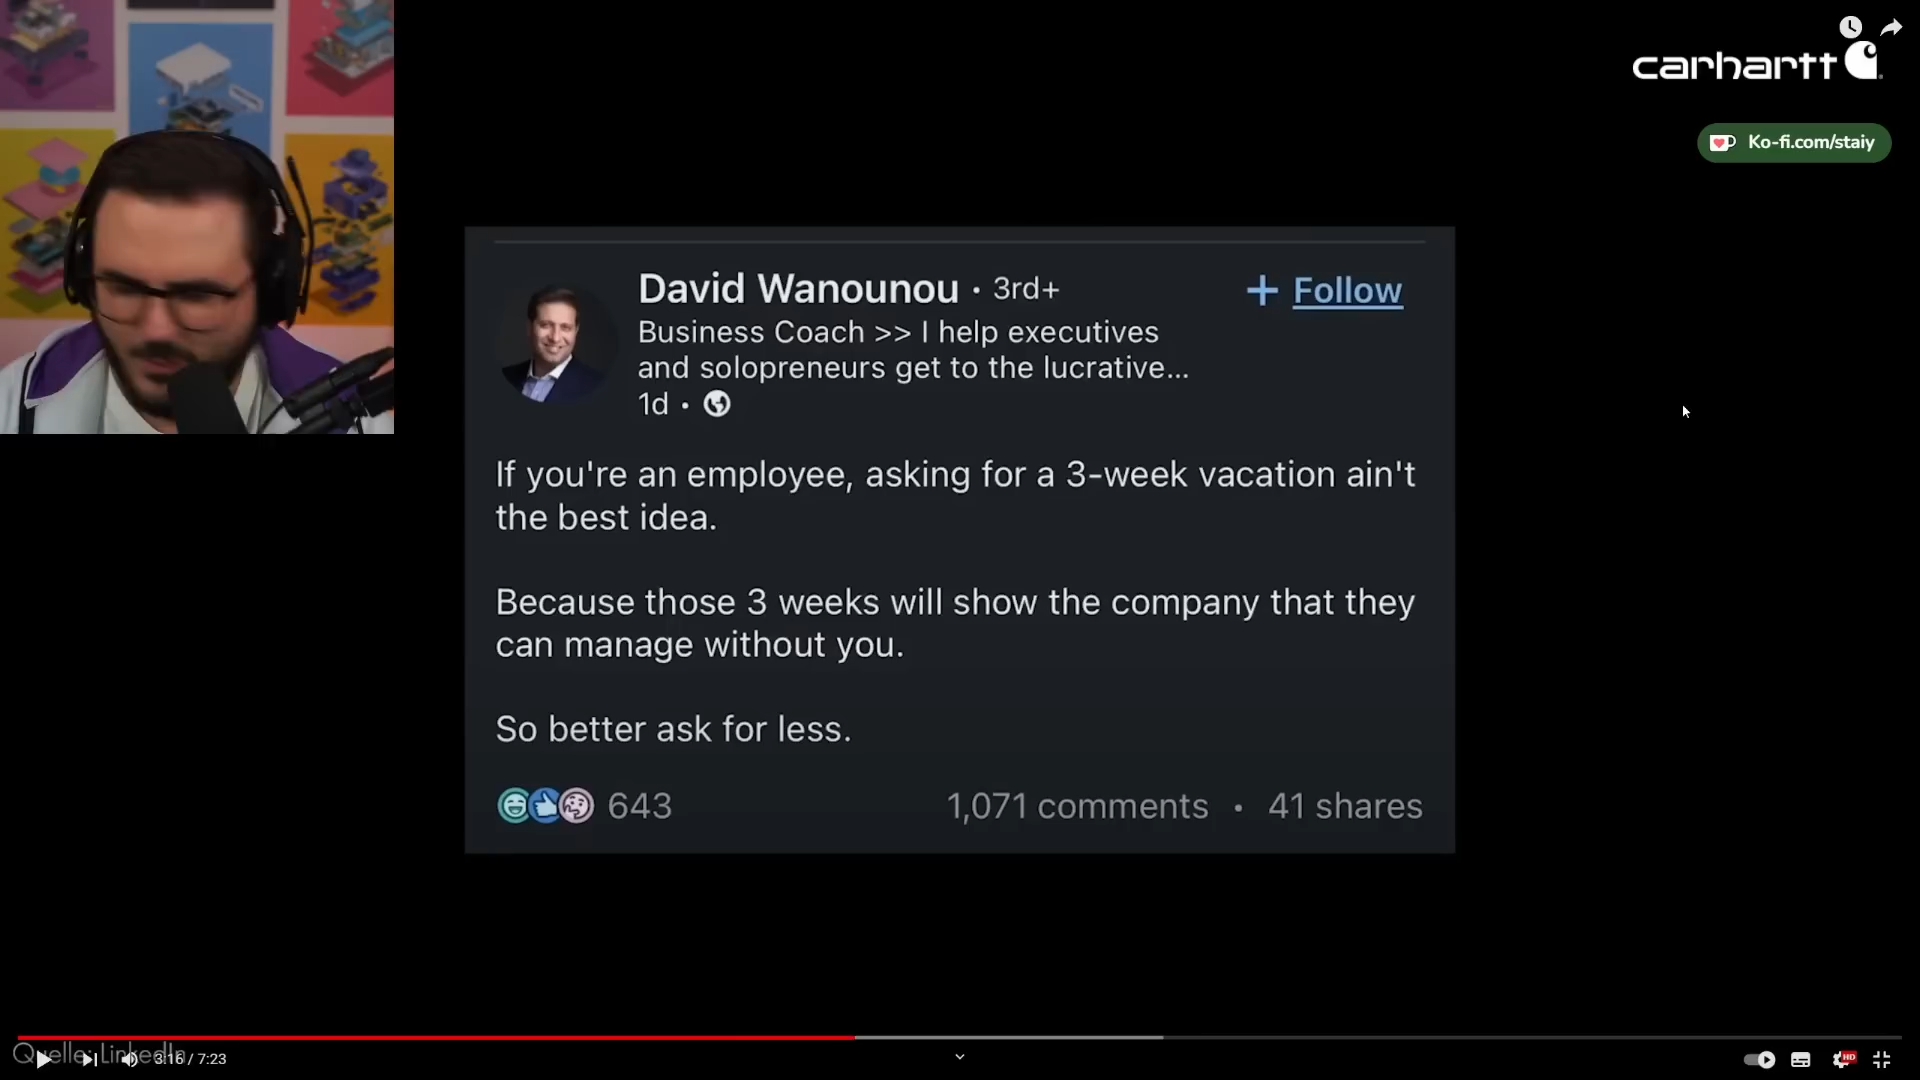 carhartt
Ko-fi.com/staiy
David Wanounou · 3rd+
+ Follow
Business Coach >> I help executives
and solopreneurs get to the lucrative...
1d ·
If you're an employee, asking for a 3-week vacation ain't
the best idea.
Because those 3 weeks will show the company that they
can manage without you.
So better ask for less.
643
1,071 comments · 41 shares
Quelle: LinkedIn
3:16 / 7:23
HD